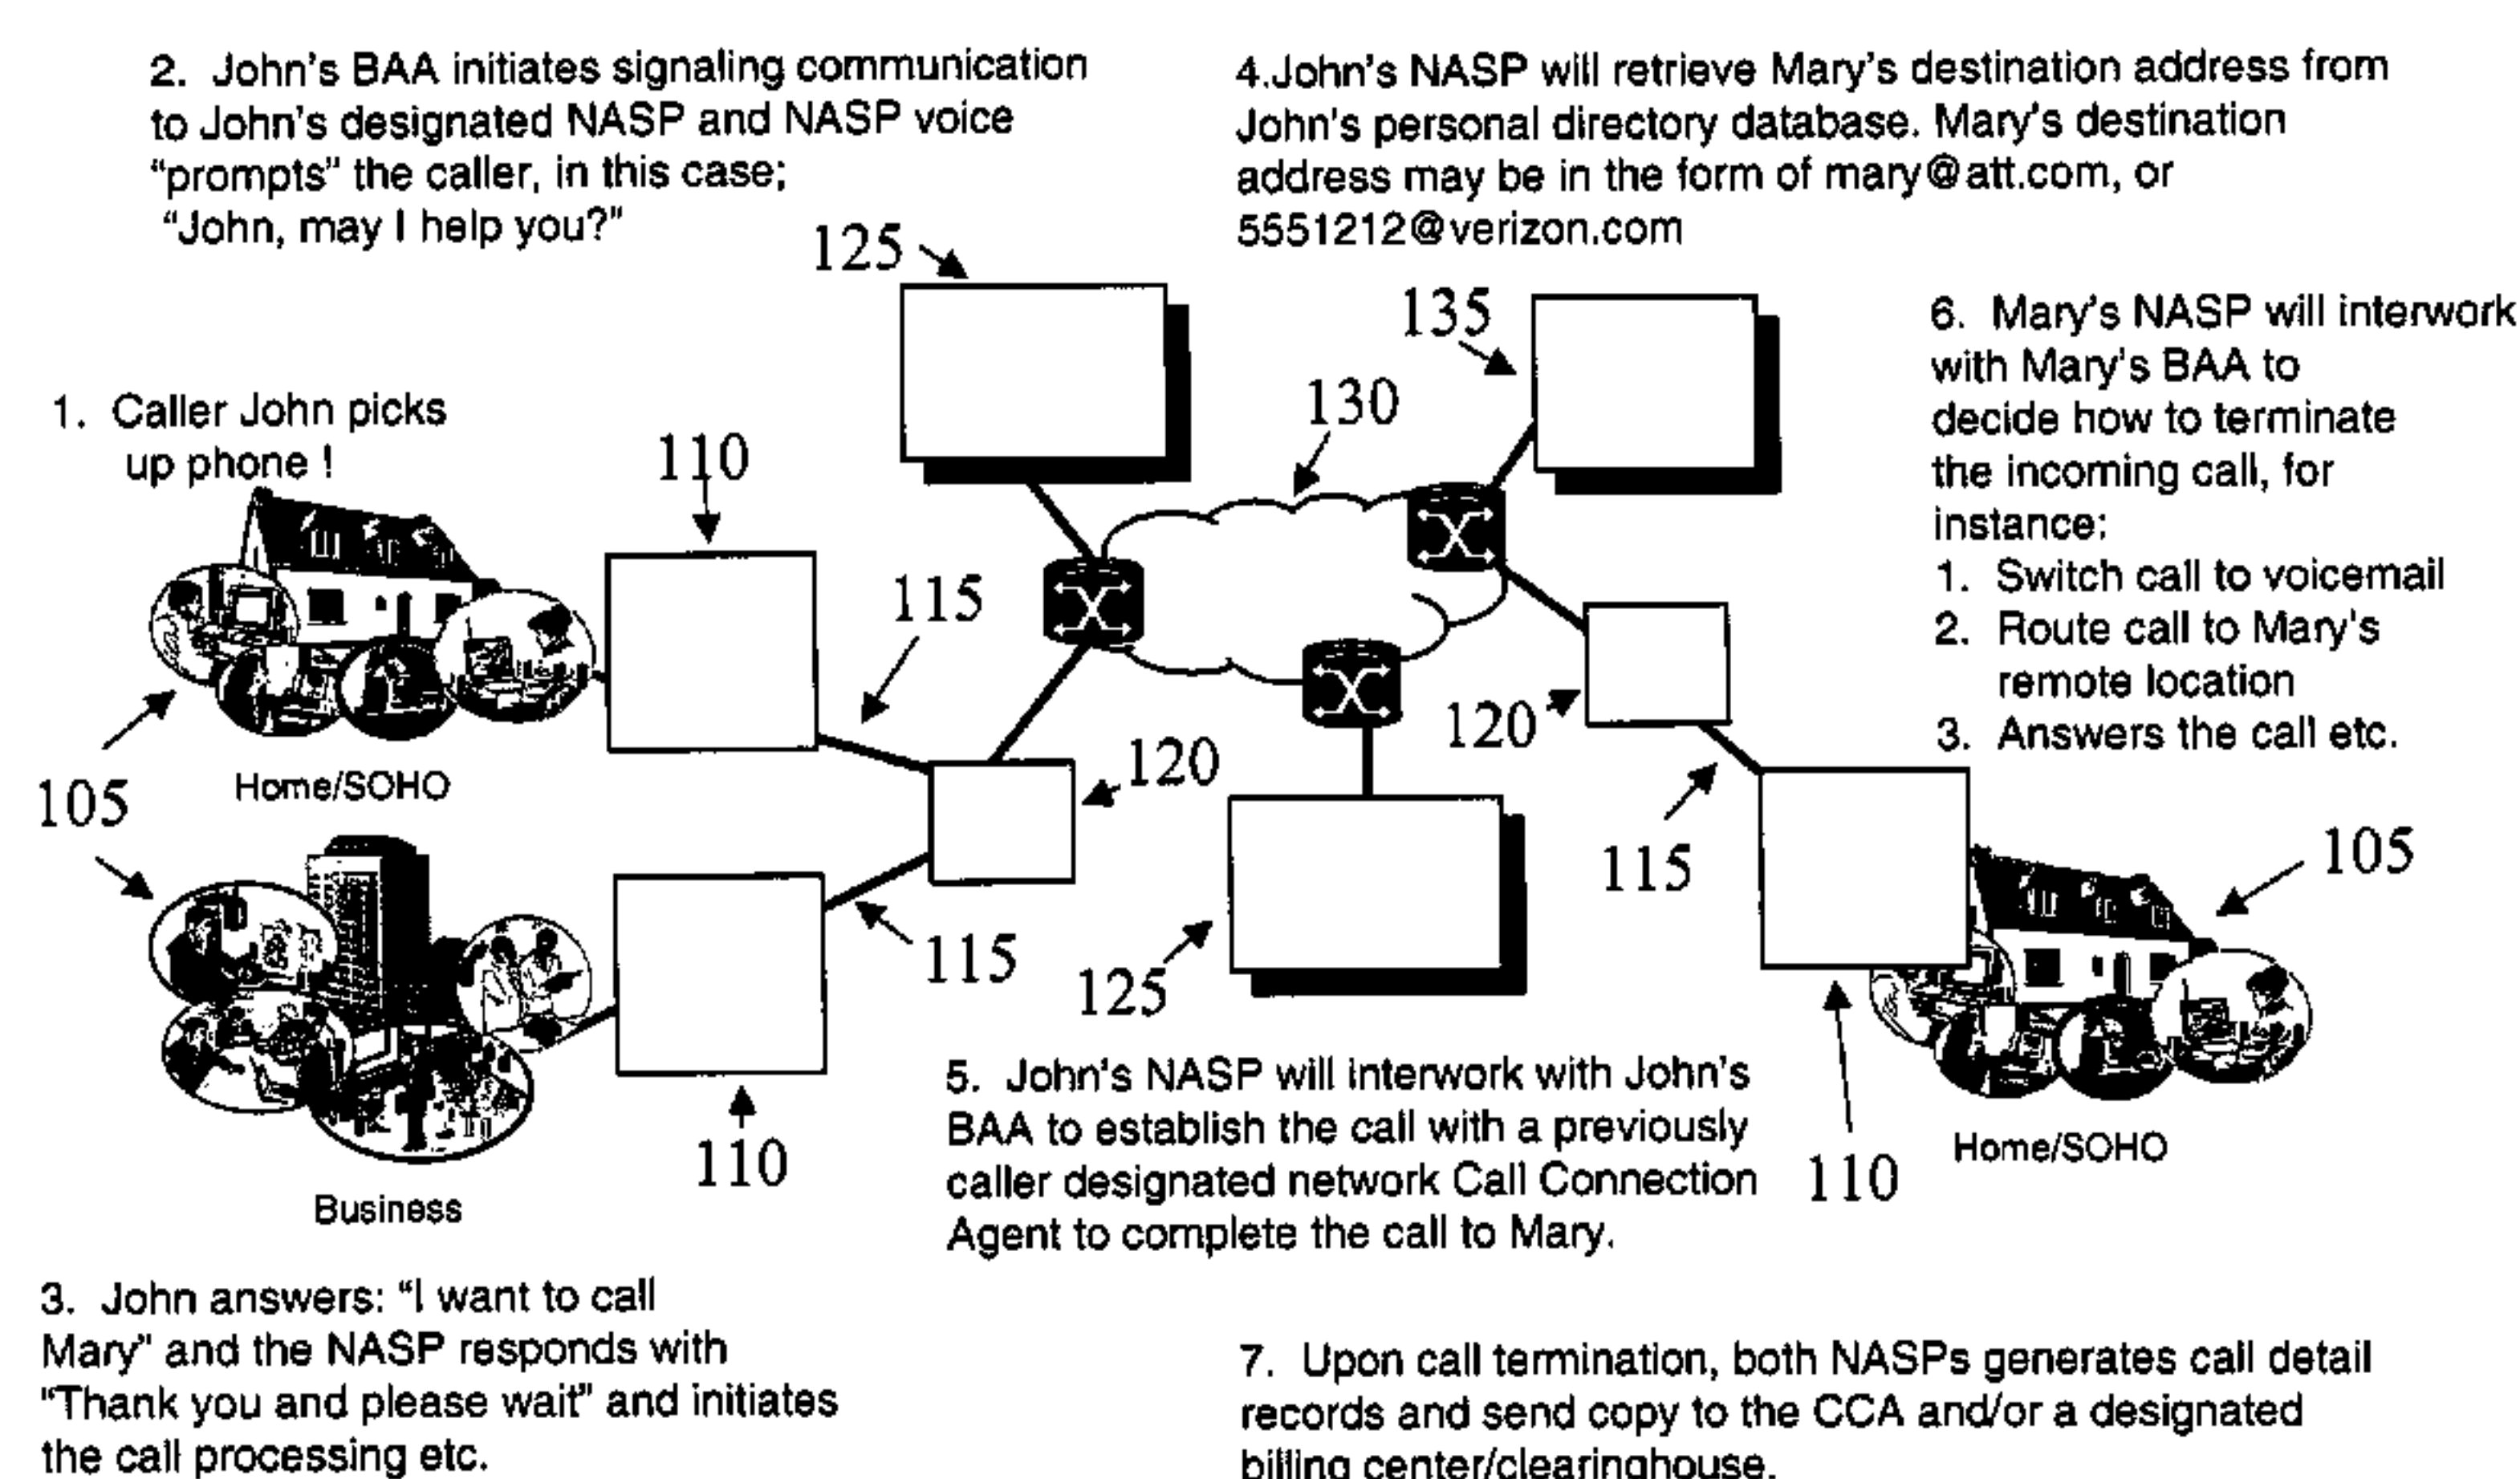 2. John's BAA initiates signaling communication
to John's designated NASP and NASP voice
“prompts” the caller, in this case;
“John, may I help you?”
4.John's NASP will retrieve Mary's destination address from
John's personal directory database. Mary's destination
address may be in the form of mary@att.com, or
5551212@verizon.com
125
135
130
6. Mary's NASP will interwork
with Mary's BAA to
decide how to terminate
the incoming call, for
instance:
1. Switch call to voicemail
2. Route call to Mary's
remote location
3. Answers the call etc.
1. Caller John picks
up phone !
110
115
120
120
105
Home/SOHO
115
105
115
125
110
Business
5. John's NASP will interwork with John's
BAA to establish the call with a previously
caller designated network Call Connection
Agent to complete the call to Mary.
110
Home/SOHO
3. John answers: “I want to call
Mary” and the NASP responds with
“Thank you and please wait” and initiates
the call processing etc.
7. Upon call termination, both NASPs generates call detail
records and send copy to the CCA and/or a designated
billing center/clearinghouse.